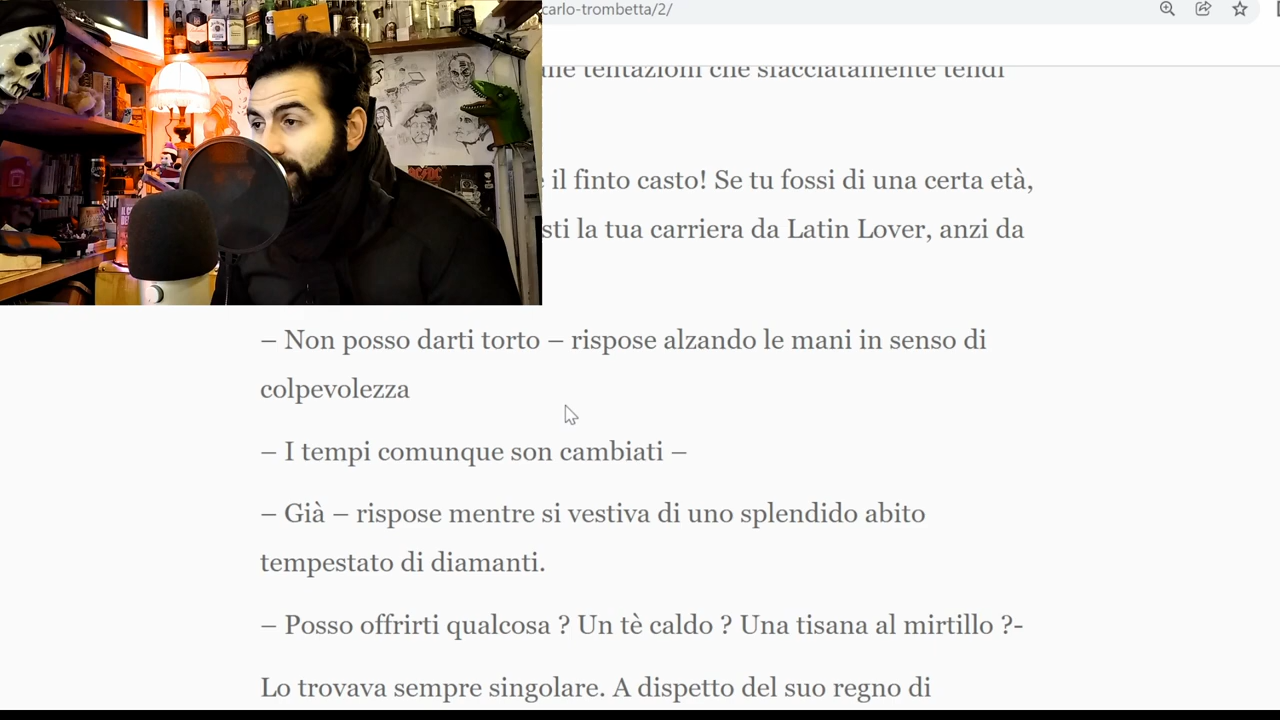 carlo-trombetta/2/
tentazioni che sfacciatamente tendi
il finto casto! Se tu fossi di una certa età,
sti la tua carriera da Latin Lover, anzi da
– Non posso darti torto – rispose alzando le mani in senso di
colpevolezza
– I tempi comunque son cambiati –
– Già – rispose mentre si vestiva di uno splendido abito
tempestato di diamanti.
– Posso offrirti qualcosa ? Un tè caldo ? Una tisana al mirtillo ?-
Lo trovava sempre singolare. A dispetto del suo regno di
AC/DC